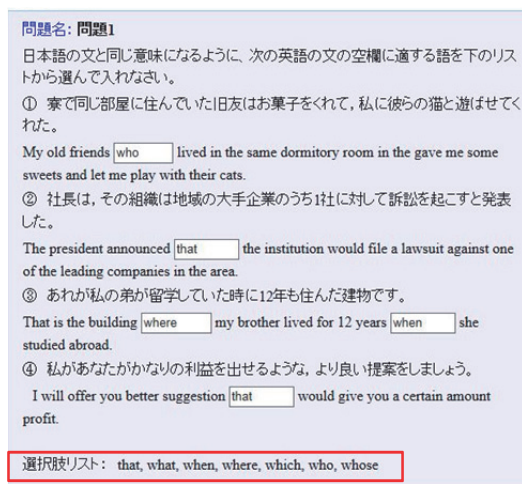 問題名: 問題1
日本語の文と同じ意味になるように、次の英語の文の空欄に適する語を下のリス
トから選んで入れなさい。
① 寮で同じ部屋に住んでいた旧友はお菓子をくれて，私に彼らの猫と遊ばせてく
れた。
My old friends who lived in the same dormitory room in the gave me some
sweets and let me play with their cats.
② 社長は，その組織は地域の大手企業のうち1社に対して訴訟を起こすと発表
した。
The president announced that the institution would file a lawsuit against one
of the leading companies in the area.
③ あれが私の弟が留学していた時に12年も住んだ建物です。
That is the building where my brother lived for 12 years when she
studied abroad.
④ 私があなたがかなりの利益を出せるような，より良い提案をしましょう。
I will offer you better suggestion that would give you a certain amount
profit.
選択肢リスト： that, what, when, where, which, who, whose